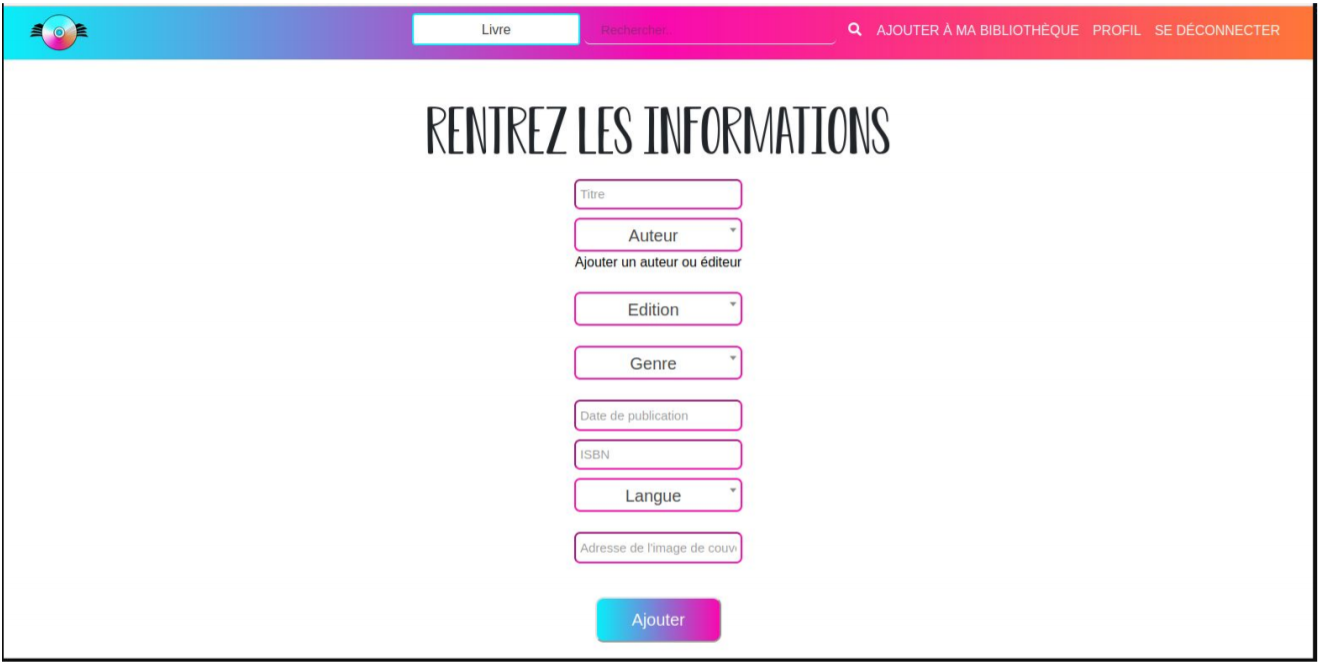 Livre
Rechercher..
AJOUTER À MA BIBLIOTHÈQUE PROFIL SE DÉCONNECTER
RENTREZ LES INFORMATIONS
Titre
Auteur
Ajouter un auteur ou éditeur
Edition
Genre
Date de publication
ISBN
Langue
Adresse de l'image de couv
Ajouter